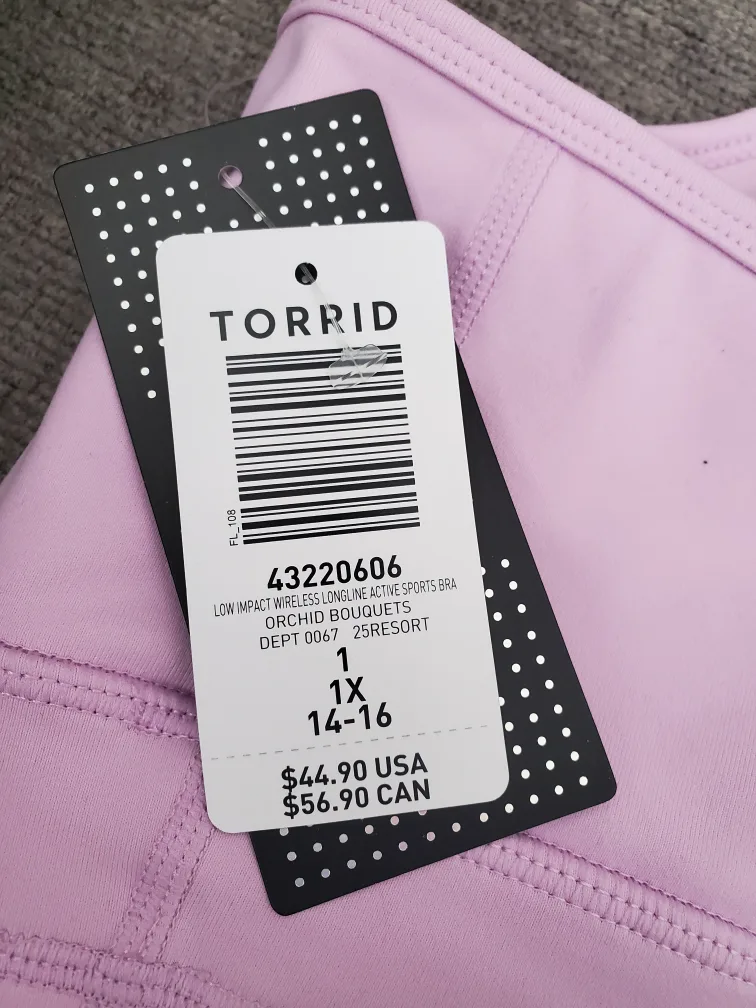 TORRID
FL_108
43220606
LOW IMPACT WIRELESS LONGLINE ACTIVE SPORTS BRA
ORCHID BOUQUETS
DEPT 0067 25RESORT
1
1X
14-16
$44.90 USA
$56.90 CAN